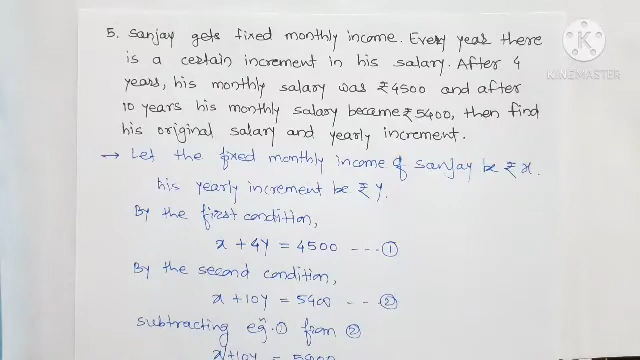 5. Sanjay gets fixed monthly income. Every year there
is a certain increment in his salary. After 4
years, his monthly salary was ₹4500 and after
10 years his monthly salary became ₹5400, then find
his original salary and yearly increment.
→ Let the fixed monthly income of Sanjay be ₹ x.
his yearly increment be ₹ y.
By the first condition,
x + 4y = 4500 ---- ①
By the second condition,
x + 10y = 5400 --- ②
Subtracting eqn. ① from ②
x + 10y = 5400
KINEMASTER